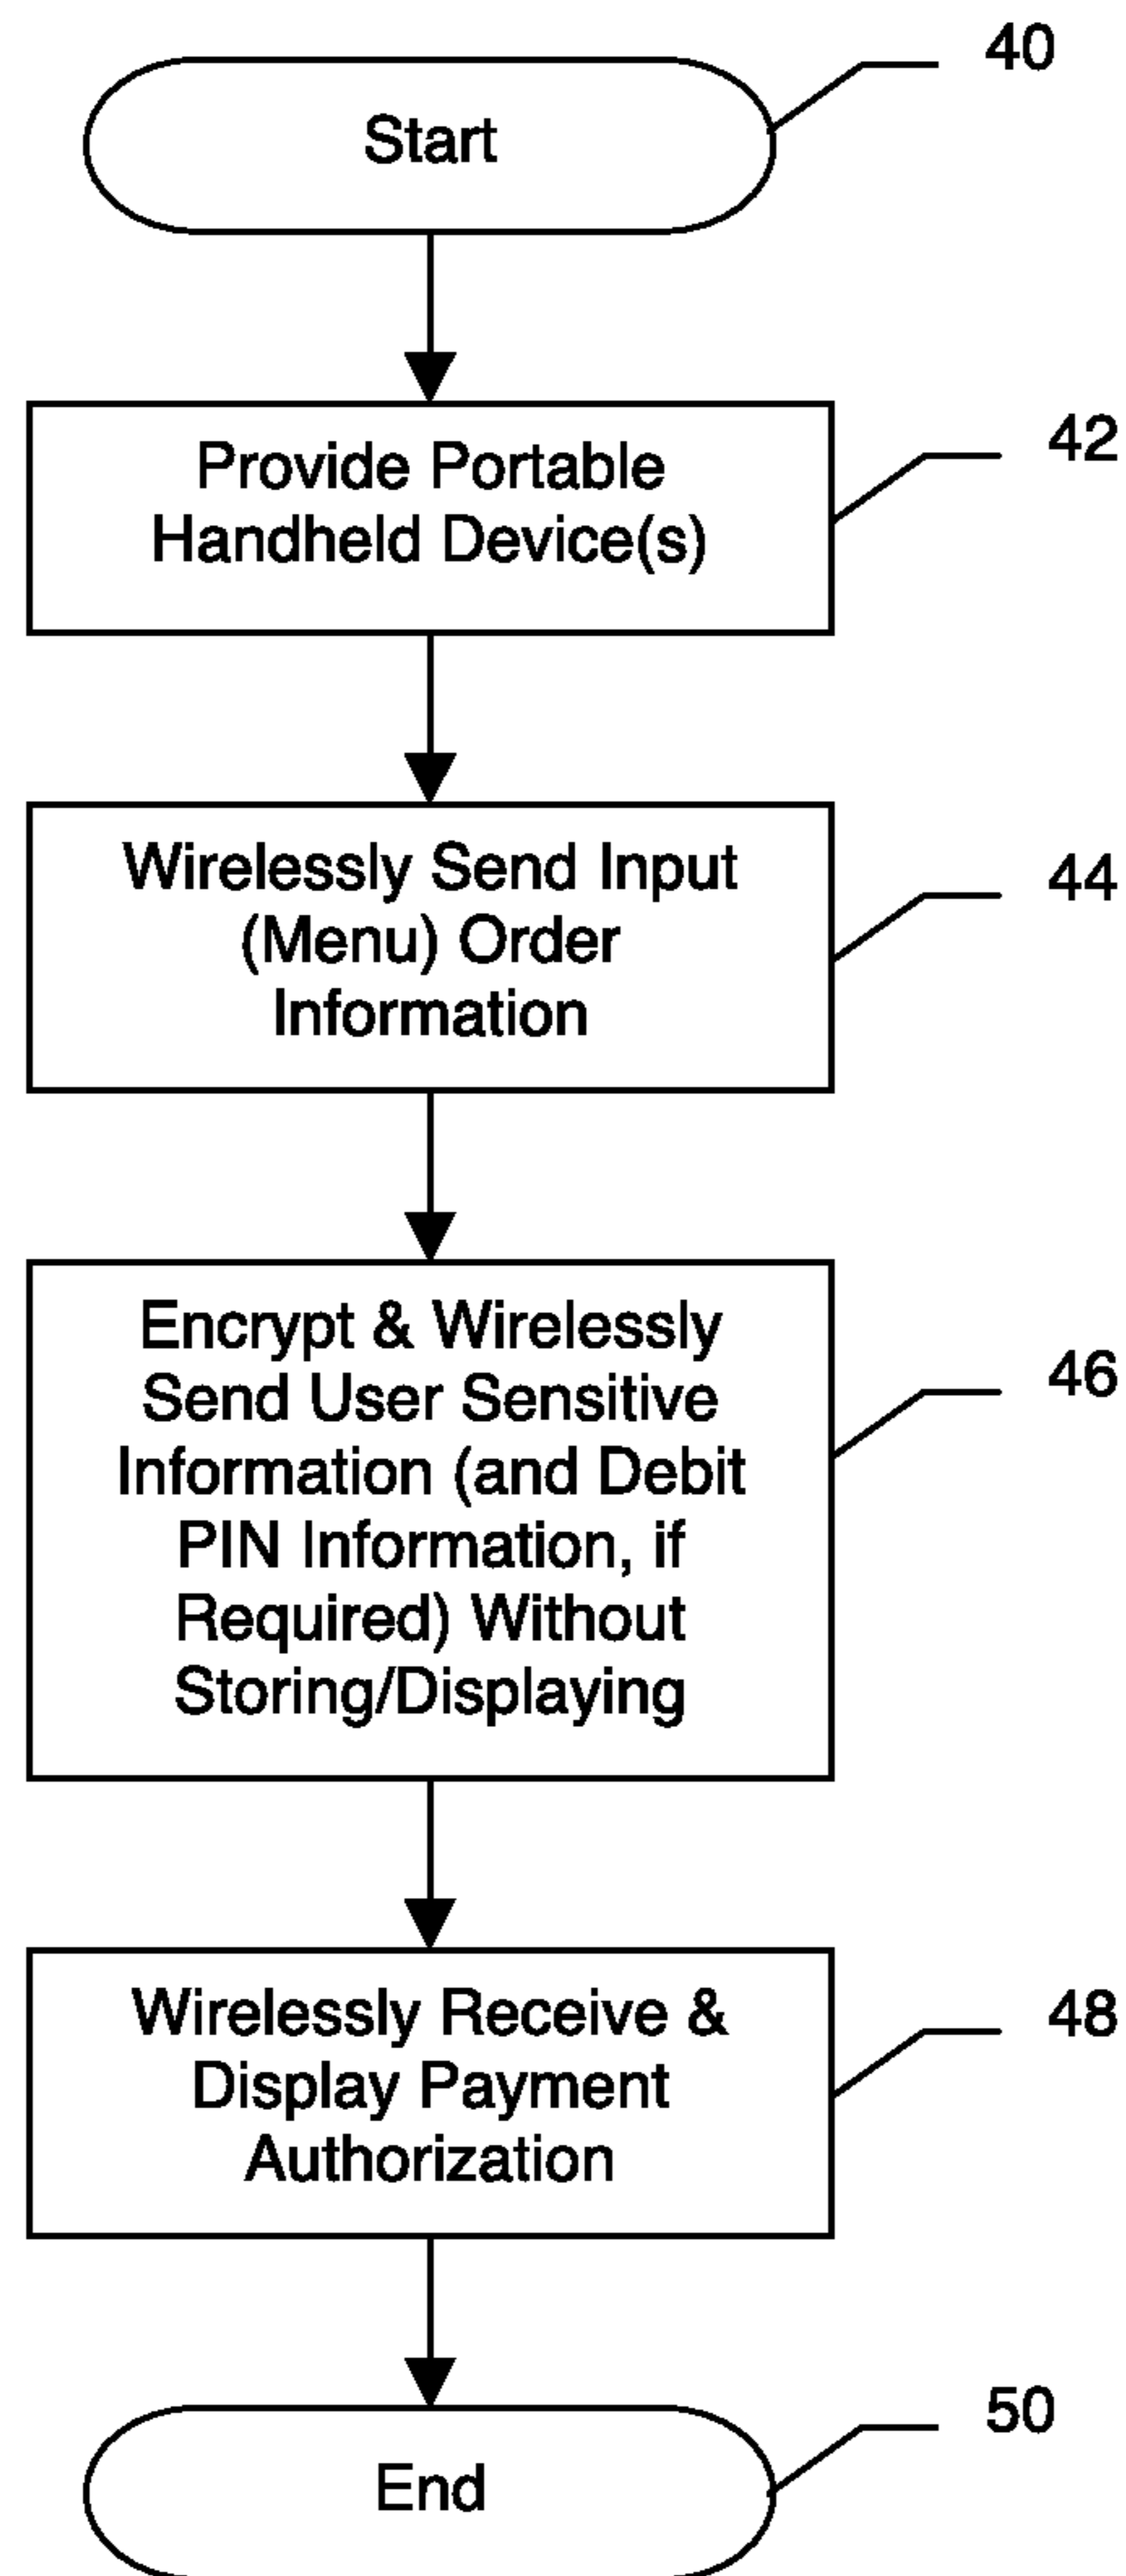 40
Start
42
Provide Portable
Handheld Device(s)
44
Wirelessly Send Input
(Menu) Order
Information
46
Encrypt & Wirelessly
Send User Sensitive
Information (and Debit
PIN Information, if
Required) Without
Storing/Displaying
48
Wirelessly Receive &
Display Payment
Authorization
50
End